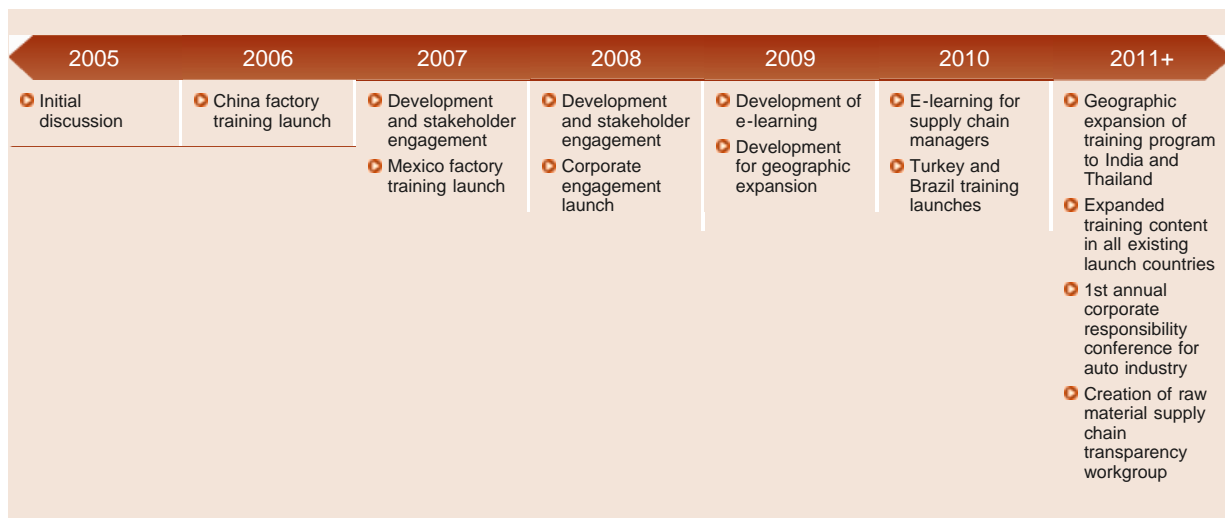 2005
Initial
discussion
2006
China factory
training launch
2007
Development
and stakeholder
engagement
Mexico factory
training launch
2008
Development
and stakeholder
engagement
Corporate
engagement
launch
2009
Development of
e-learning
Development
for geographic
expansion
2010
E-learning for
supply chain
managers
Turkey and
Brazil training
launches
2011+
Geographic
expansion of
training program
to India and
Thailand
Expanded
training content
in all existing
launch countries
1st annual
corporate
responsibility
conference for
auto industry
Creation of raw
material supply
chain
transparency
workgroup